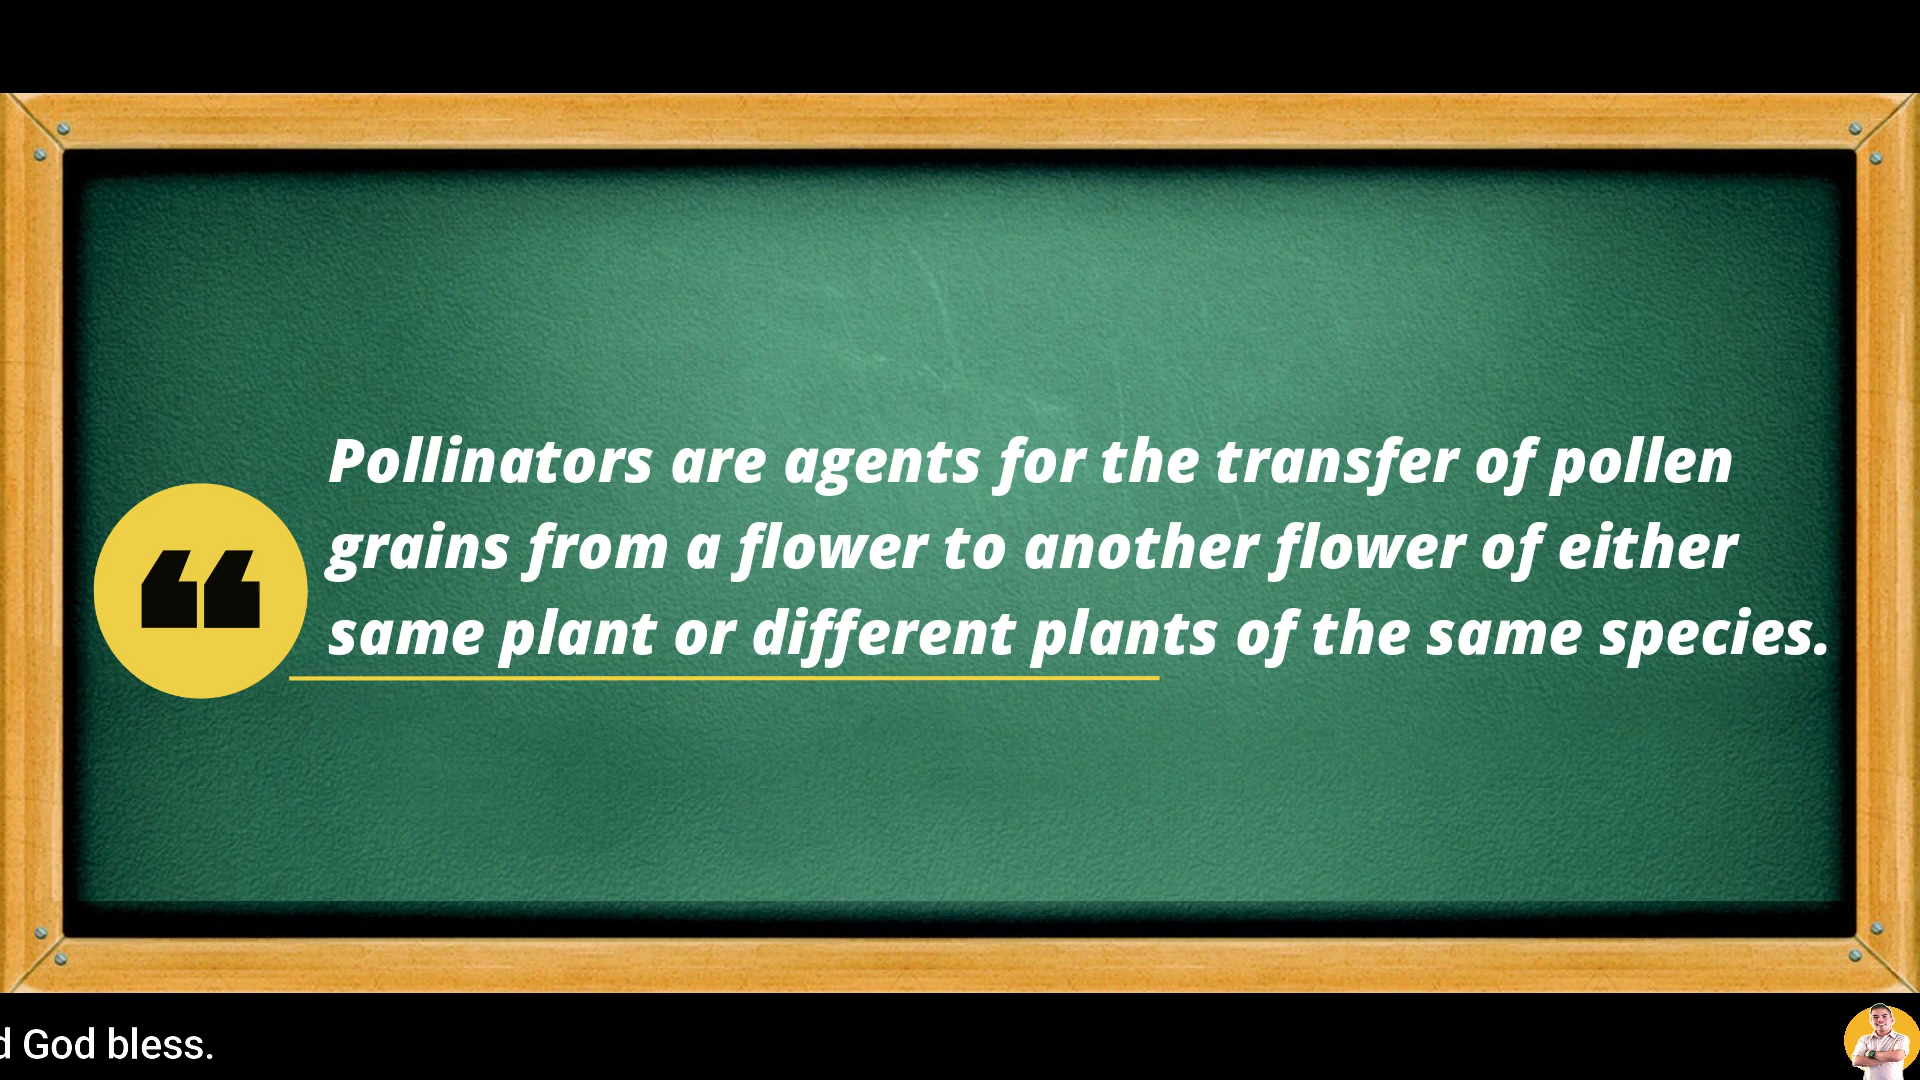 Pollinators are agents for the transfer of pollen
grains from a flower to another flower of either
same plant or different plants of the same species.
d God bless.